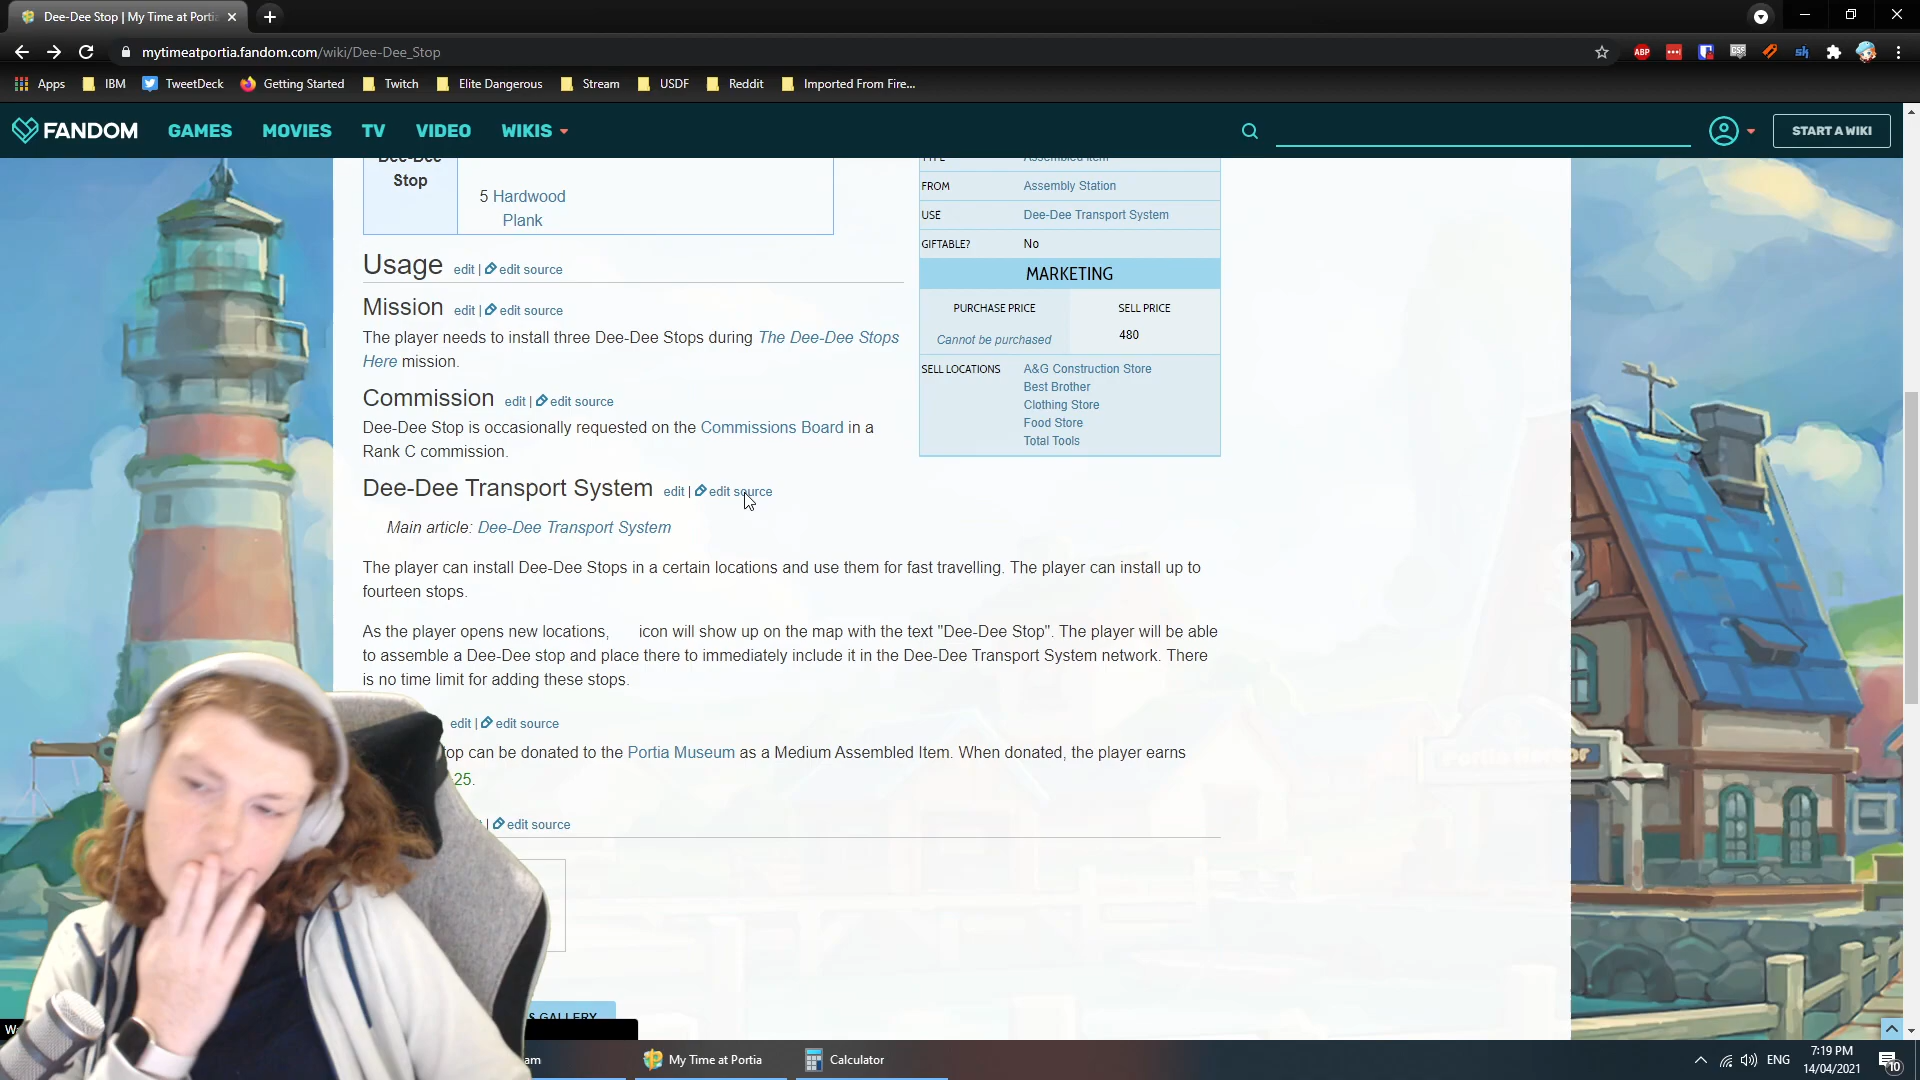 Dee-Dee Stop | My Time at Portia
mytimeatportia.fandom.com/wiki/Dee-Dee_Stop
ABP
Apps IBM TweetDeck Getting Started Twitch Elite Dangerous Stream USDF Reddit Imported From Fire...
FANDOM GAMES MOVIES TV VIDEO WIKIS START A WIKI
Dee-Dee
Stop
5 Hardwood
Plank
TYPE Assembled Item
FROM Assembly Station
USE Dee-Dee Transport System
GIFTABLE? No
MARKETING
PURCHASE PRICE SELL PRICE
Cannot be purchased 480
SELL LOCATIONS A&G Construction Store
Best Brother
Clothing Store
Food Store
Total Tools
Usage edit | edit source
Mission edit | edit source
The player needs to install three Dee-Dee Stops during The Dee-Dee Stops
Here mission.
Commission edit | edit source
Dee-Dee Stop is occasionally requested on the Commissions Board in a
Rank C commission.
Dee-Dee Transport System edit | edit source
Main article: Dee-Dee Transport System
The player can install Dee-Dee Stops in a certain locations and use them for fast travelling. The player can install up to
fourteen stops.
As the player opens new locations, icon will show up on the map with the text "Dee-Dee Stop". The player will be able
to assemble a Dee-Dee stop and place there to immediately include it in the Dee-Dee Transport System network. There
is no time limit for adding these stops.
edit | edit source
op can be donated to the Portia Museum as a Medium Assembled Item. When donated, the player earns
25.
| edit source
S GALLERY
Portia Harbor
W
am My Time at Portia Calculator
ENG 7:19 PM
14/04/2021
10